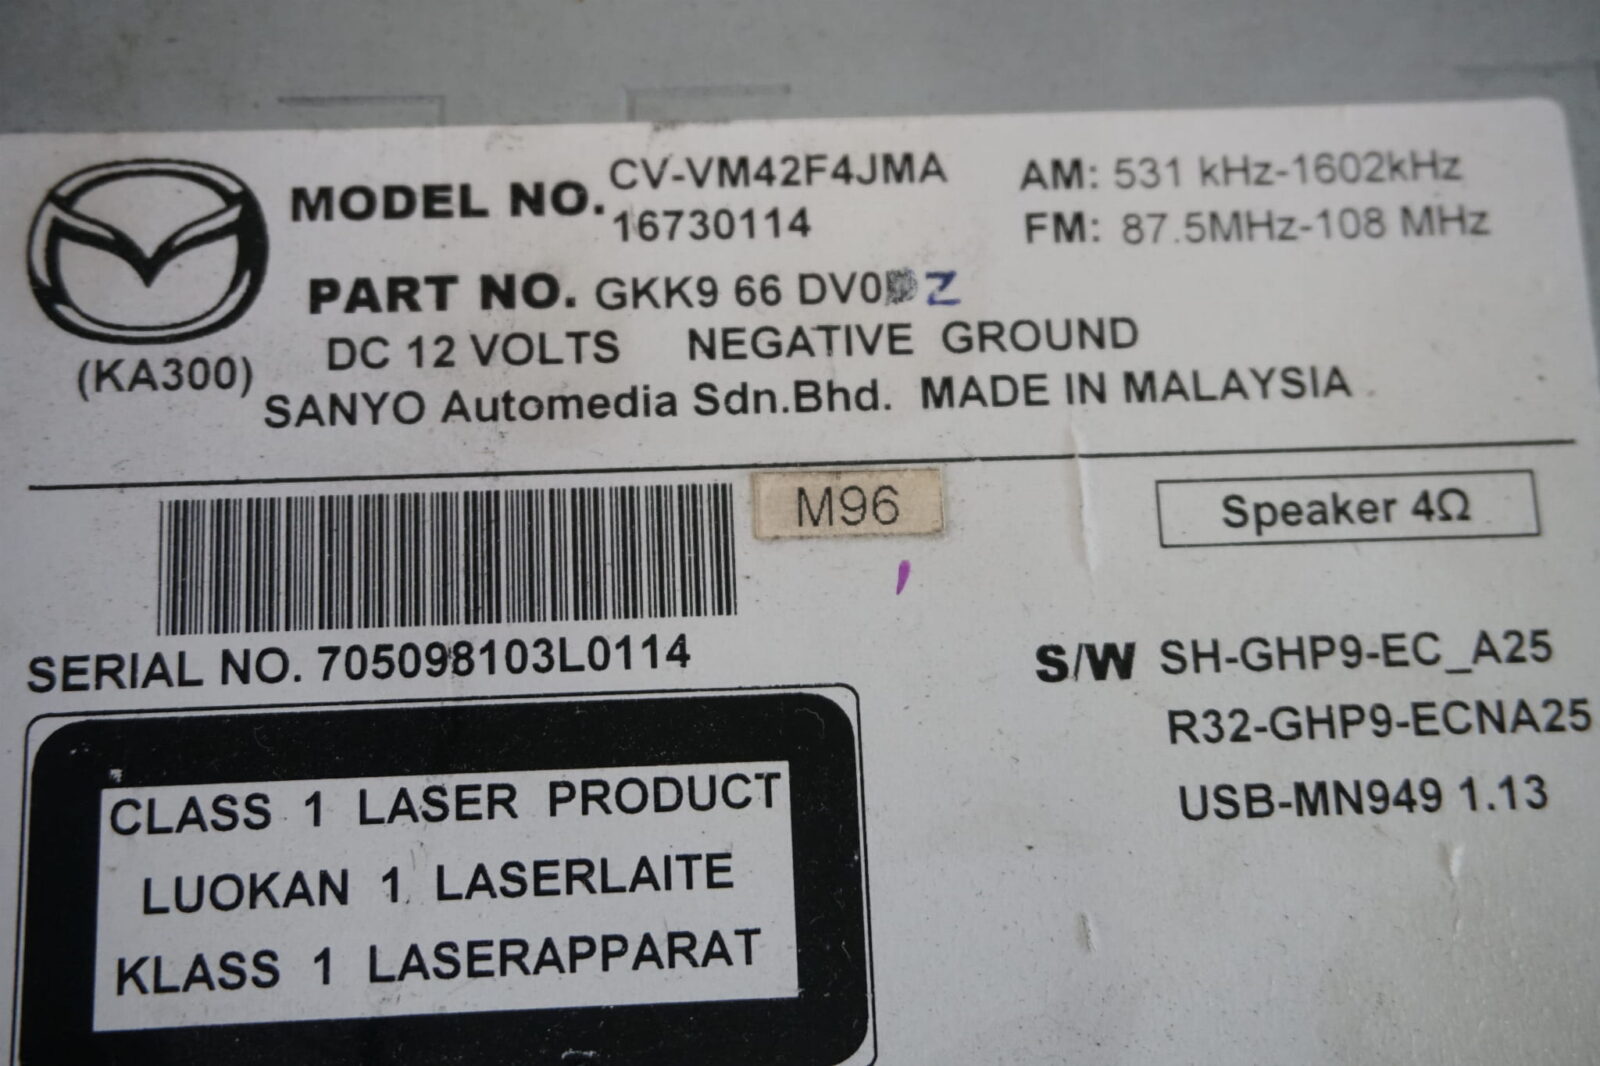 MODEL NO. CV-VM42F4JMA
16730114
AM: 531 kHz-1602kHz
FM: 87.5MHz-108 MHz
PART NO. GKK9 66 DV0 Z
(KA300)
DC 12 VOLTS NEGATIVE GROUND
SANYO Automedia Sdn.Bhd. MADE IN MALAYSIA
M96
Speaker 4Ω
SERIAL NO. 705098103L0114
S/W SH-GHP9-EC_A25
R32-GHP9-ECNA25
USB-MN949 1.13
CLASS 1 LASER PRODUCT
LUOKAN 1 LASERLAITE
KLASS 1 LASERAPPARAT